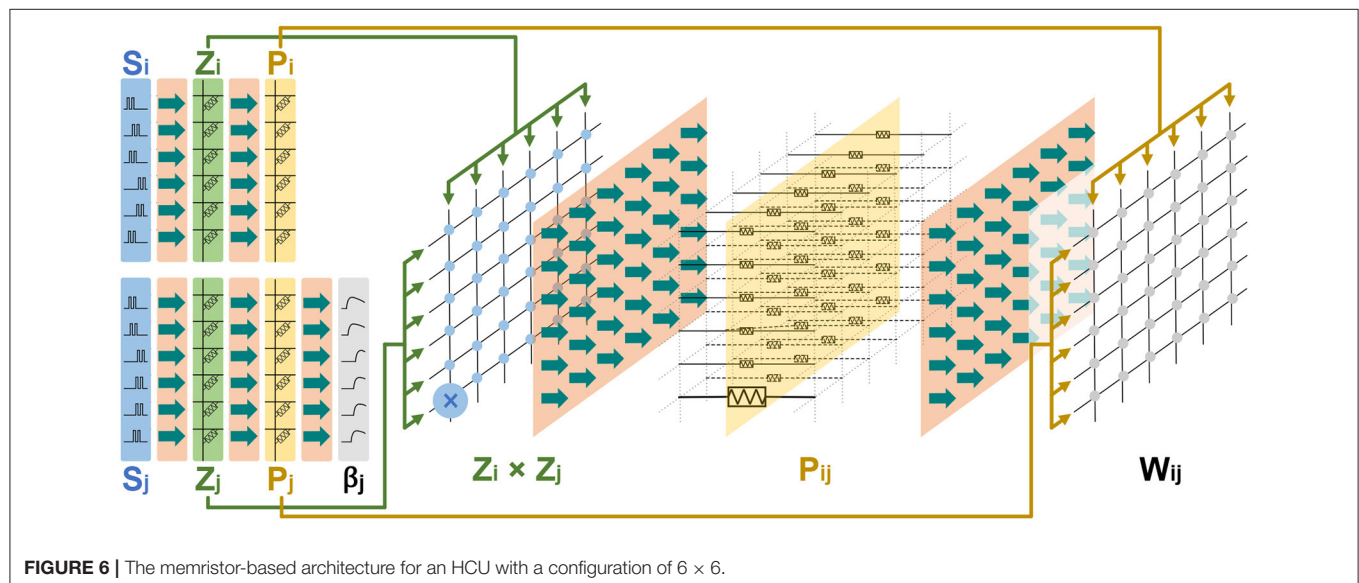 Si Zi Pi
Sj Zj Pj βj
×
Zi × Zj
Pij
Wij
FIGURE 6 | The memristor-based architecture for an HCU with a configuration of 6 × 6.